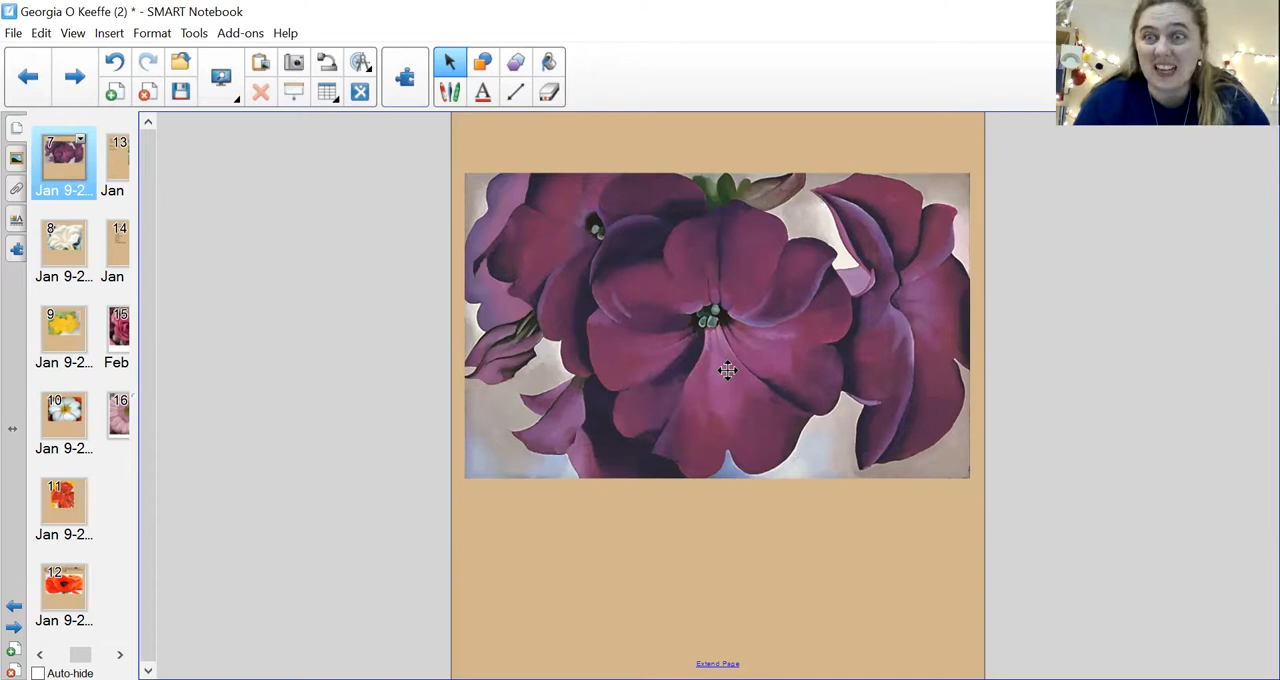 Georgia O Keeffe (2) * - SMART Notebook
File Edit View Insert Format Tools Add-ons Help
7
Jan 9-2...
13
Jan
8
Jan 9-2...
14
Jan
9
Jan 9-2...
15
Feb
10
Jan 9-2...
16
11
Jan 9-2...
12
Jan 9-2...
Auto-hide
Extend Page